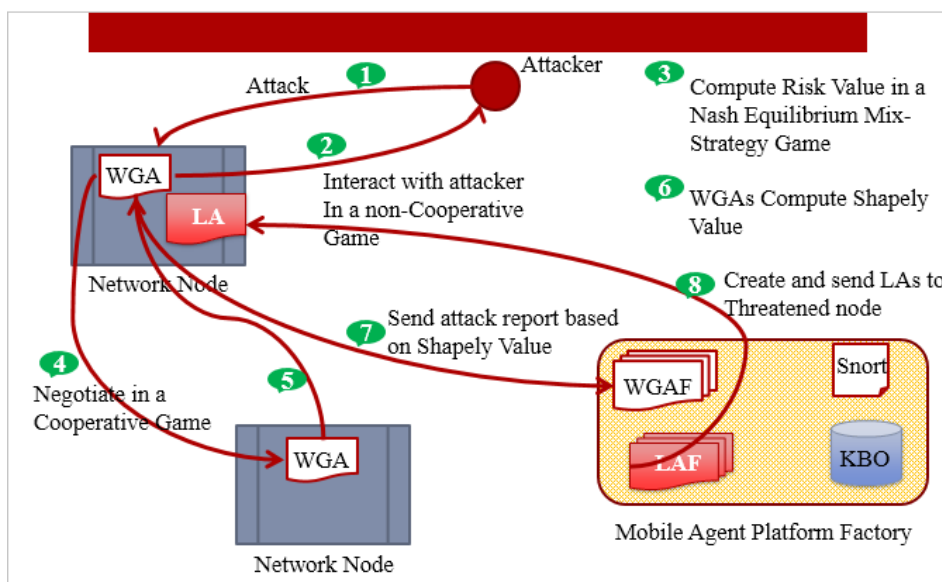 1
Attack
Attacker
3
Compute Risk Value in a
Nash Equilibrium Mix-
Strategy Game
2
WGA
LA
Interact with attacker
In a non-Cooperative
Game
6
WGAs Compute Shapely
Value
Network Node
8
Create and send LAs to
Threatened node
7
Send attack report based
on Shapely Value
4
Negotiate in a
Cooperative Game
5
WGAF
Snort
LAF
KBO
WGA
Mobile Agent Platform Factory
Network Node